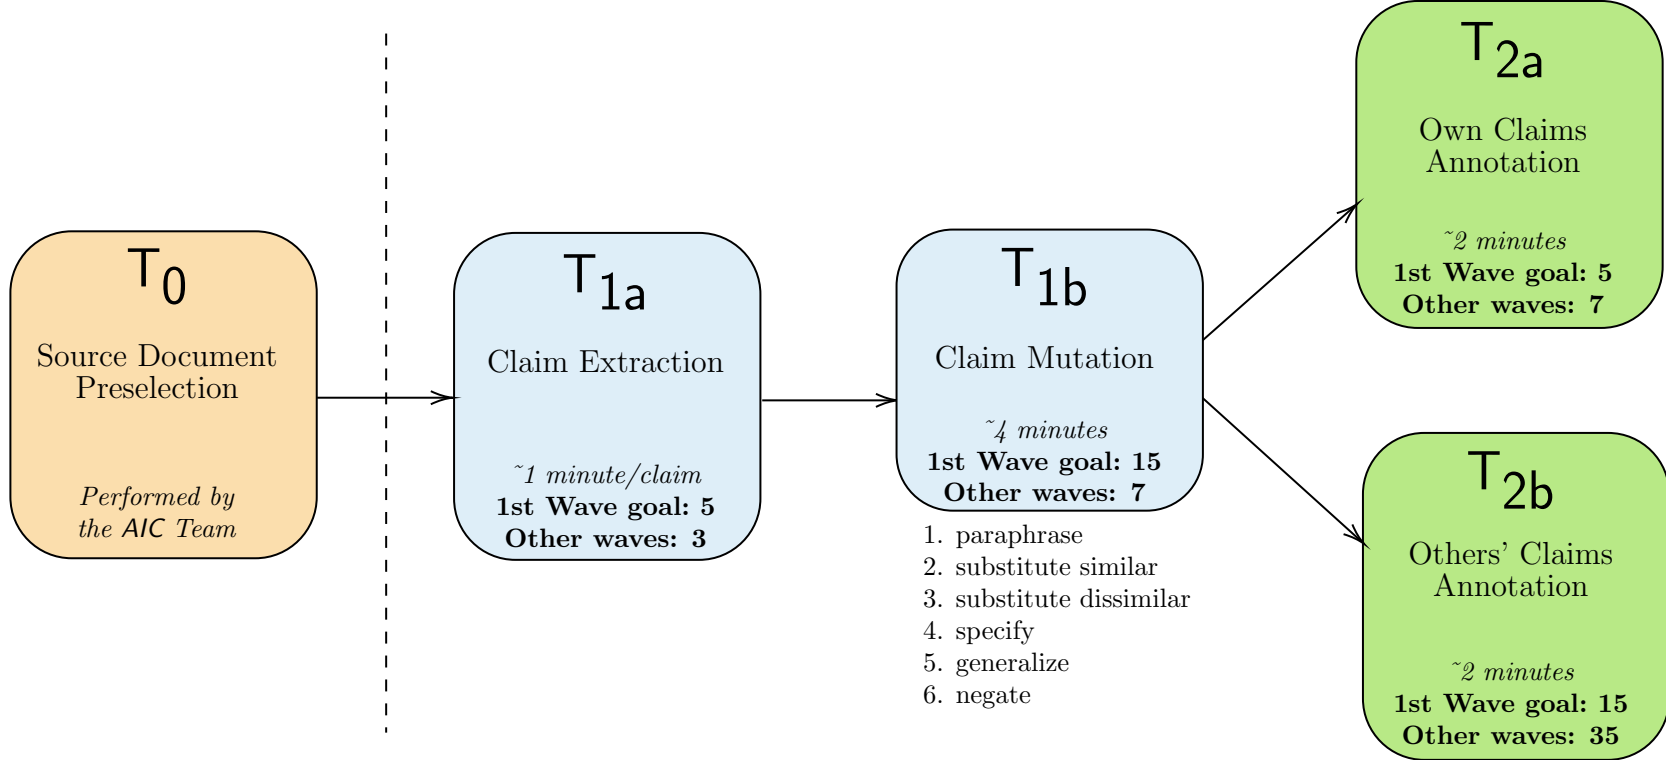 T0
Source Document
Preselection
Performed by
the AIC Team
T1a
Claim Extraction
~1 minute/claim
1st Wave goal: 5
Other waves: 3
T1b
Claim Mutation
~4 minutes
1st Wave goal: 15
Other waves: 7
1. paraphrase
2. substitute similar
3. substitute dissimilar
4. specify
5. generalize
6. negate
T2a
Own Claims
Annotation
~2 minutes
1st Wave goal: 5
Other waves: 7
T2b
Others' Claims
Annotation
~2 minutes
1st Wave goal: 15
Other waves: 35